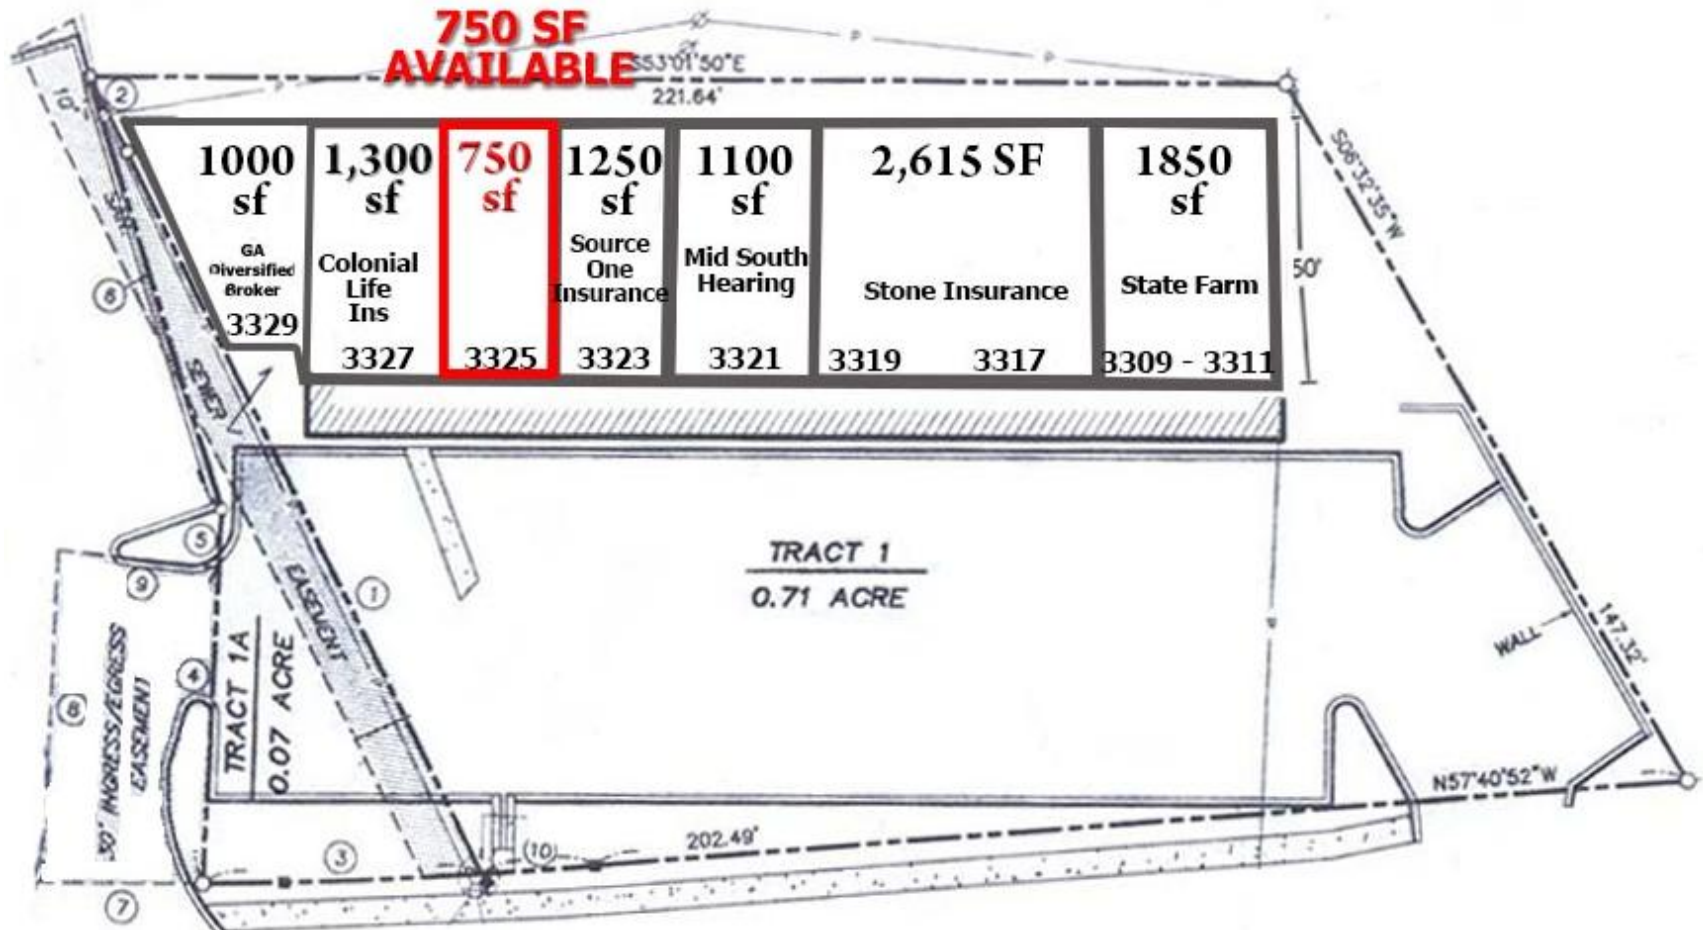 750 SF
AVAILABLE
S53°01'50"E
221.64'
10'
2
1000
sf
GA
Diversified
Broker
3329
1,300
sf
Colonial
Life
Ins
3327
750
sf
3325
1250
sf
Source
One
Insurance
3323
1100
sf
Mid South
Hearing
3321
2,615 SF
Stone Insurance
3319 3317
1850
sf
State Farm
3309 - 3311
50'
S06°32'35"W
147.32'
WALL
SAN.
SEWER
EASEMENT
6
5
9
1
4
8
TRACT 1
0.71 ACRE
TRACT 1A
0.07 ACRE
30' INGRESS/EGRESS
EASEMENT
N57°40'52"W
202.49'
3
(10)
7
P
P
P